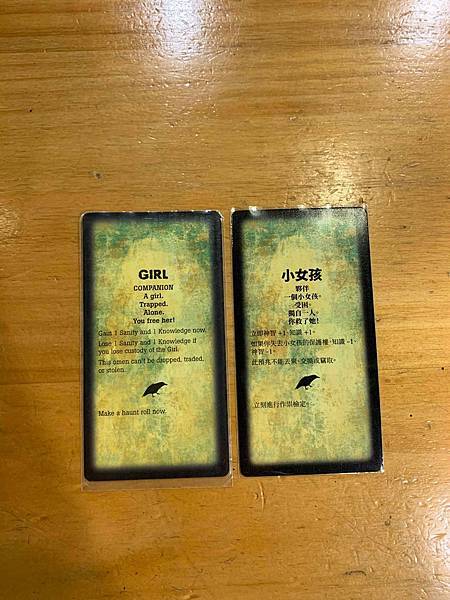 GIRL
COMPANION
A girl.
Trapped.
Alone.
You free her!
Gain 1 Sanity and 1 Knowledge now.
Lose 1 Sanity and 1 Knowledge if
you lose custody of the Girl.
This omen can't be dropped, traded,
or stolen.
Make a haunt roll now.
小女孩
夥伴
一個小女孩。
受困。
獨自一人。
你救了她!
立即神智 +1,知識 +1。
如果你失去小女孩的保護權,知識 -1,
神智 -1。
此預兆不能丟棄,交換或竊取。
立刻進行作祟檢定。